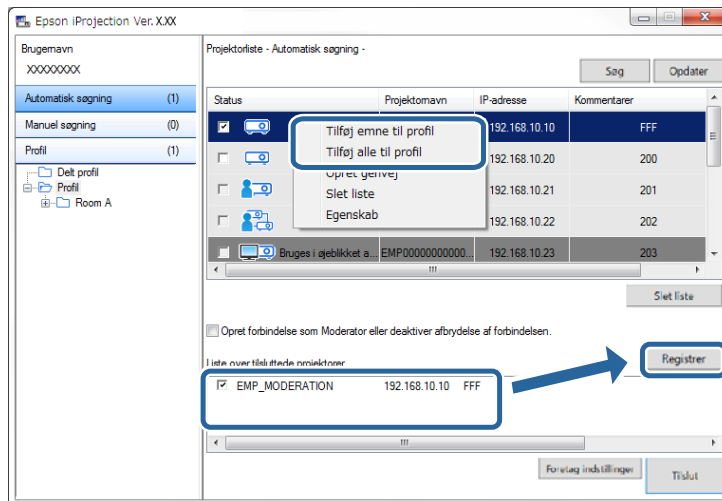 Epson iProjection Ver. X.XX
Brugernavn
XXXXXXXX
Automatisk søgning (1)
Manuel søgning (0)
Profil (1)
Delt profil
Profil
Room A
Projektorliste - Automatisk søgning -
Søg Opdater
Status Projektornavn IP-adresse Kommentarer
192.168.10.10 FFF
192.168.10.20 200
192.168.10.21 201
192.168.10.22 202
Bruges i øjeblikket a... EMP00000000000... 192.168.10.23 203
Tilføj emne til profil
Tilføj alle til profil
Opret genvej
Slet liste
Egenskab
Slet liste
Opret forbindelse som Moderator eller deaktiver afbrydelse af forbindelsen.
Liste over tilsluttede projektorer
Registrer
EMP_MODERATION 192.168.10.10 FFF
Foretag indstillinger
Tilslut